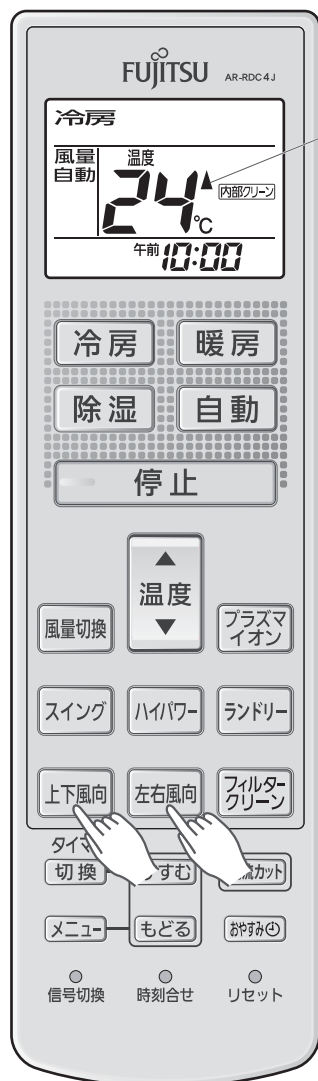 FUJITSU AR-RDC4J
冷房
風量 温度
自動 24▲ ℃ 内部クリーン
午前 10:00
冷房 暖房
除湿 自動
停止
▲
温度
▼
風量切換 プラズマイオン
スイング ハイパワー ランドリー
上下風向 左右風向 フィルタークリーン
切換 すむ カット
メニュー もどる おやすみ
信号切換 時刻合せ リセット